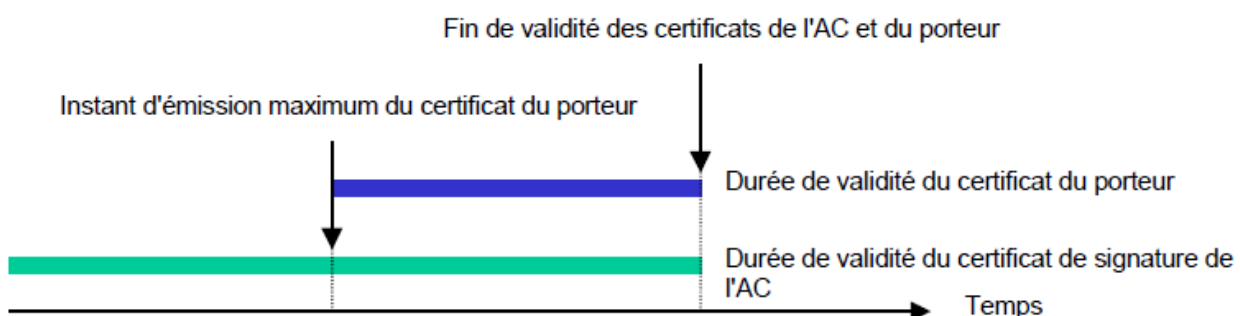 Fin de validité des certificats de l'AC et du porteur
Instant d'émission maximum du certificat du porteur
Durée de validité du certificat du porteur
Durée de validité du certificat de signature de
l'AC
Temps